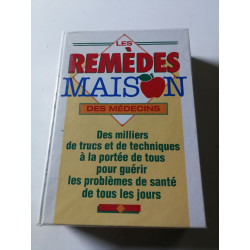 LES
REMÈDES
MAISON
DES MÉDECINS
Des milliers
de trucs et de techniques
à la portée de tous
pour guérir
les problèmes de santé
de tous les jours